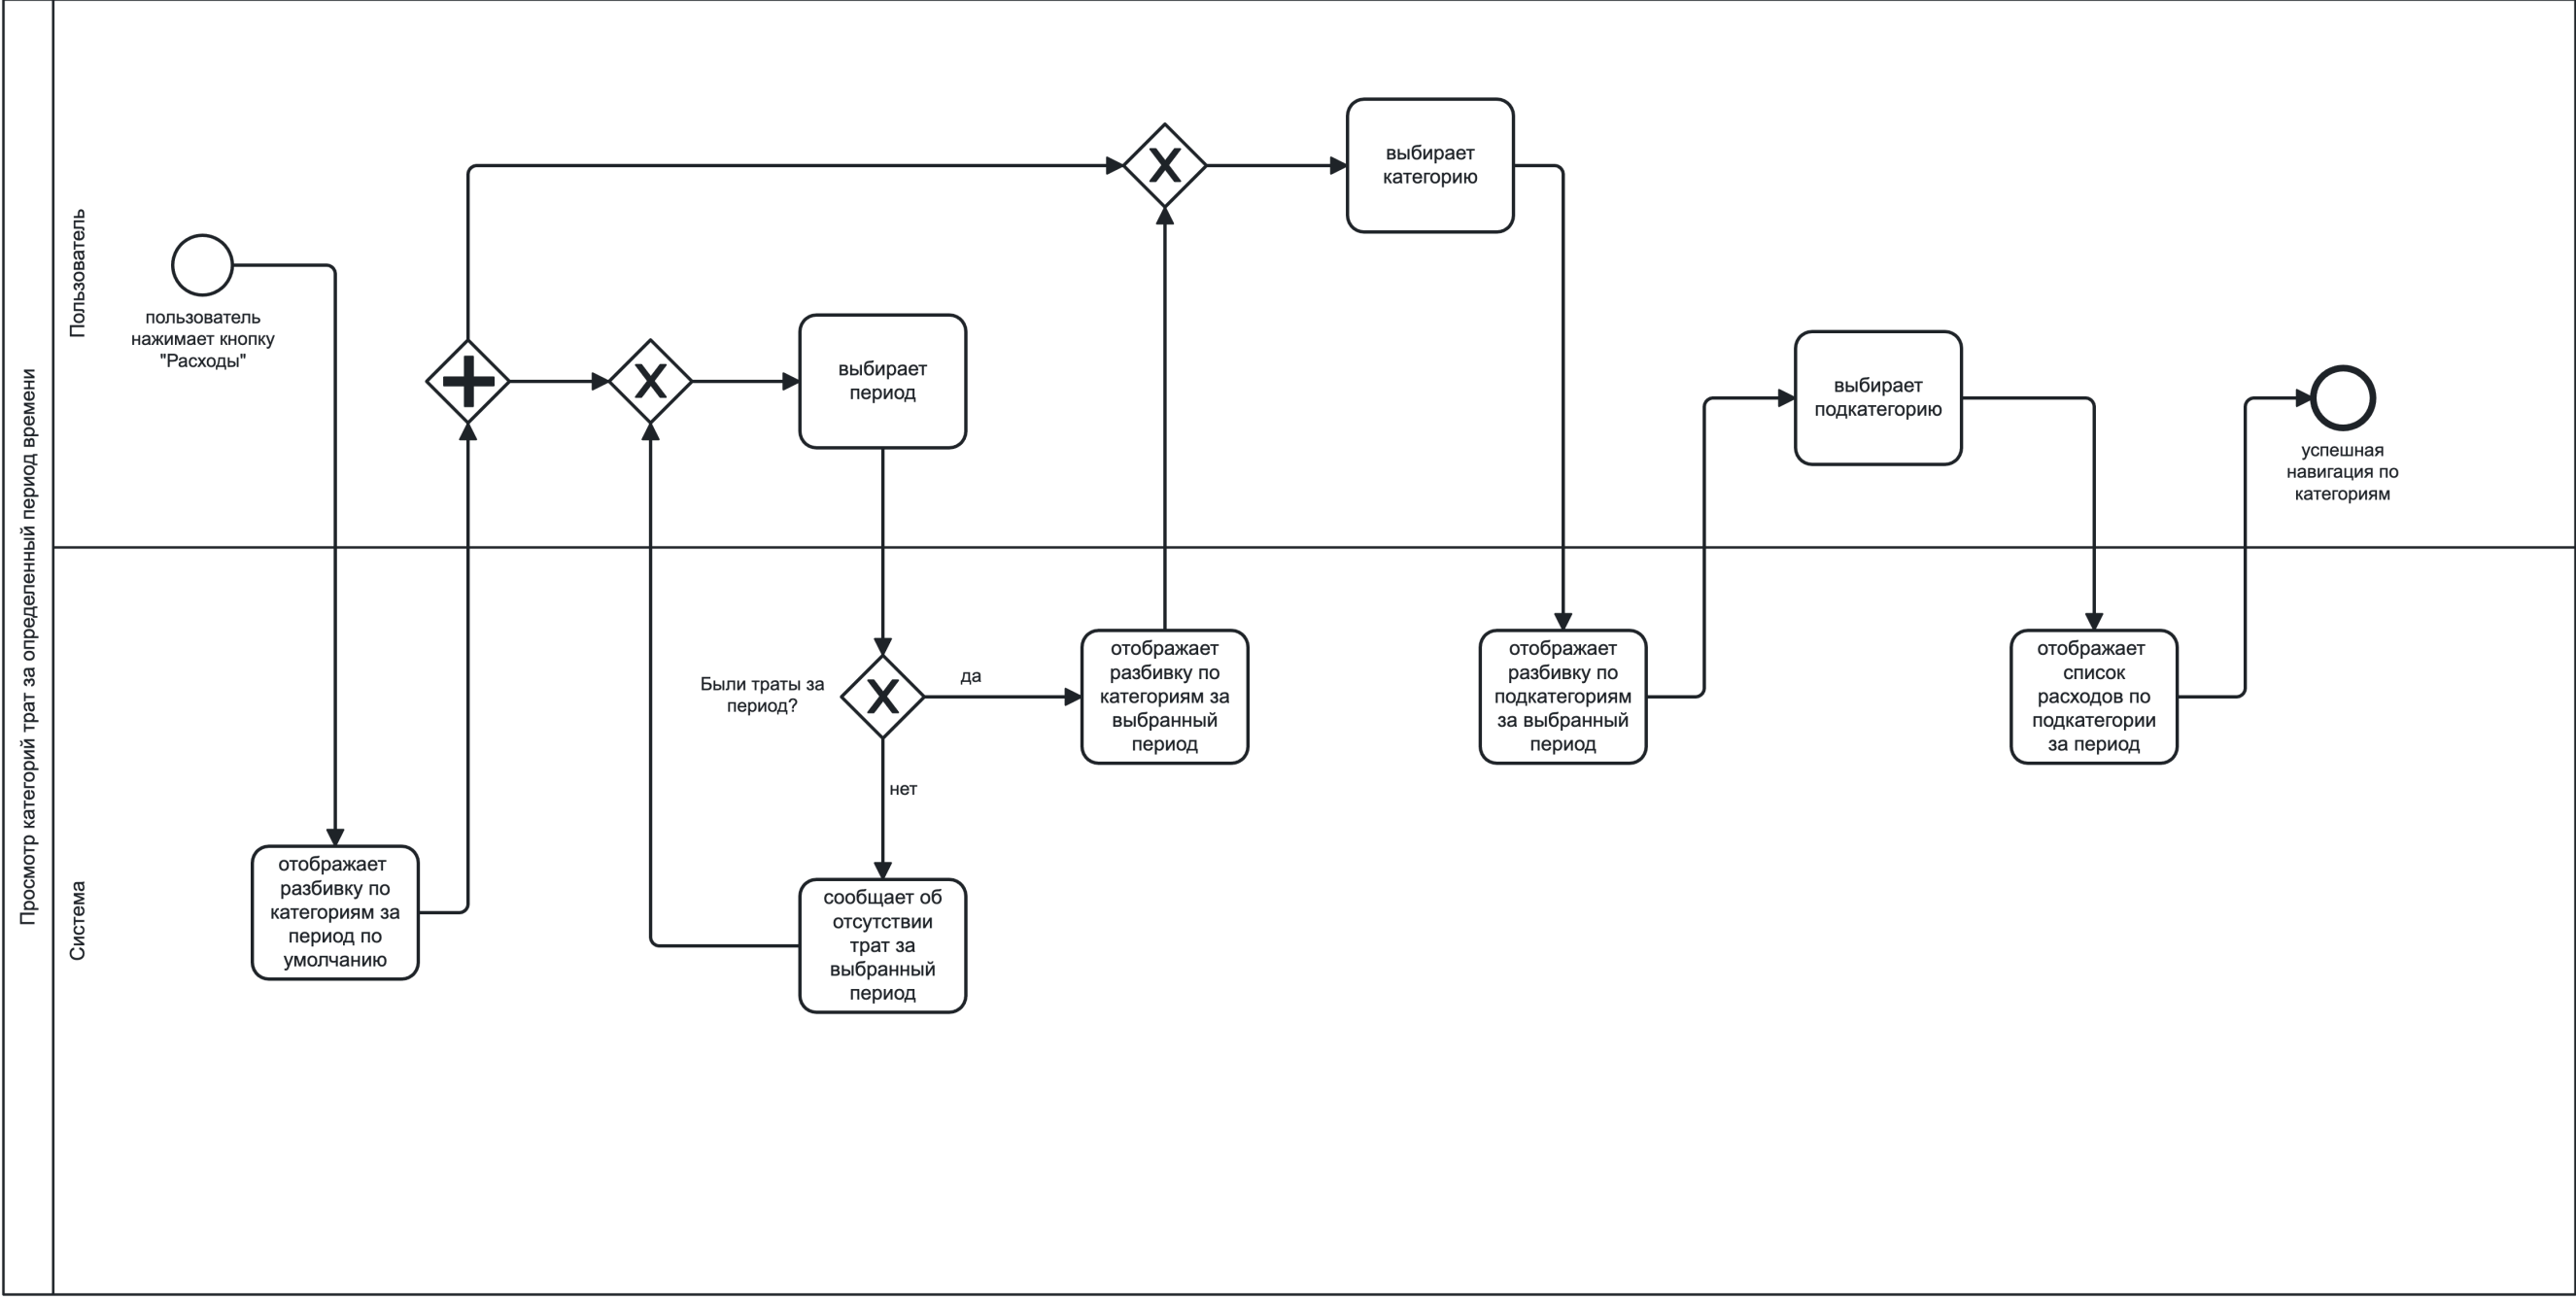 Просмотр категорий трат за определенный период времени
Пользователь
пользователь
нажимает кнопку
"Расходы"
выбирает
период
выбирает
категорию
выбирает
подкатегорию
успешная
навигация по
категориям
Система
отображает
разбивку по
категориям за
период по
умолчанию
Были траты за
период?
да
нет
сообщает об
отсутствии
трат за
выбранный
период
отображает
разбивку по
категориям за
выбранный
период
отображает
разбивку по
подкатегориям
за выбранный
период
отображает
список
расходов по
подкатегории
за период